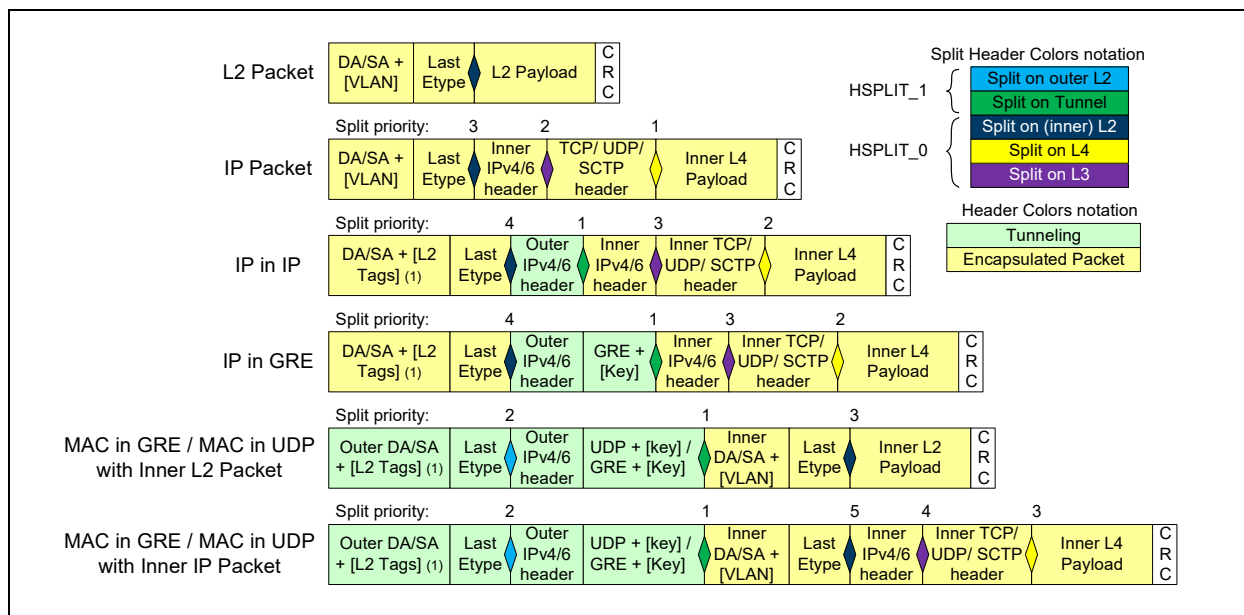 L2 Packet
DA/SA +
[VLAN]
Last
Etype
L2 Payload
C
R
C
Split Header Colors notation
HSPLIT_1
Split on outer L2
Split on Tunnel
HSPLIT_0
Split on (inner) L2
Split on L4
Split on L3
Header Colors notation
Tunneling
Encapsulated Packet
Split priority:
3
2
1
IP Packet
DA/SA +
[VLAN]
Last
Etype
Inner
IPv4/6
header
TCP/ UDP/
SCTP
header
Inner L4
Payload
C
R
C
Split priority:
4
1
3
2
IP in IP
DA/SA + [L2
Tags] (1)
Last
Etype
Outer
IPv4/6
header
Inner
IPv4/6
header
Inner TCP/
UDP/ SCTP
header
Inner L4
Payload
C
R
C
Split priority:
4
1
3
2
IP in GRE
DA/SA + [L2
Tags] (1)
Last
Etype
Outer
IPv4/6
header
GRE +
[Key]
Inner
IPv4/6
header
Inner TCP/
UDP/ SCTP
header
Inner L4
Payload
C
R
C
Split priority:
2
1
3
MAC in GRE / MAC in UDP
with Inner L2 Packet
Outer DA/SA
+ [L2 Tags] (1)
Last
Etype
Outer
IPv4/6
header
UDP + [key] /
GRE + [Key]
Inner
DA/SA +
[VLAN]
Last
Etype
Inner L2
Payload
C
R
C
Split priority:
2
1
5
4
3
MAC in GRE / MAC in UDP
with Inner IP Packet
Outer DA/SA
+ [L2 Tags] (1)
Last
Etype
Outer
IPv4/6
header
UDP + [key] /
GRE + [Key]
Inner
DA/SA +
[VLAN]
Last
Etype
Inner
IPv4/6
header
Inner TCP/
UDP/ SCTP
header
Inner L4
Payload
C
R
C